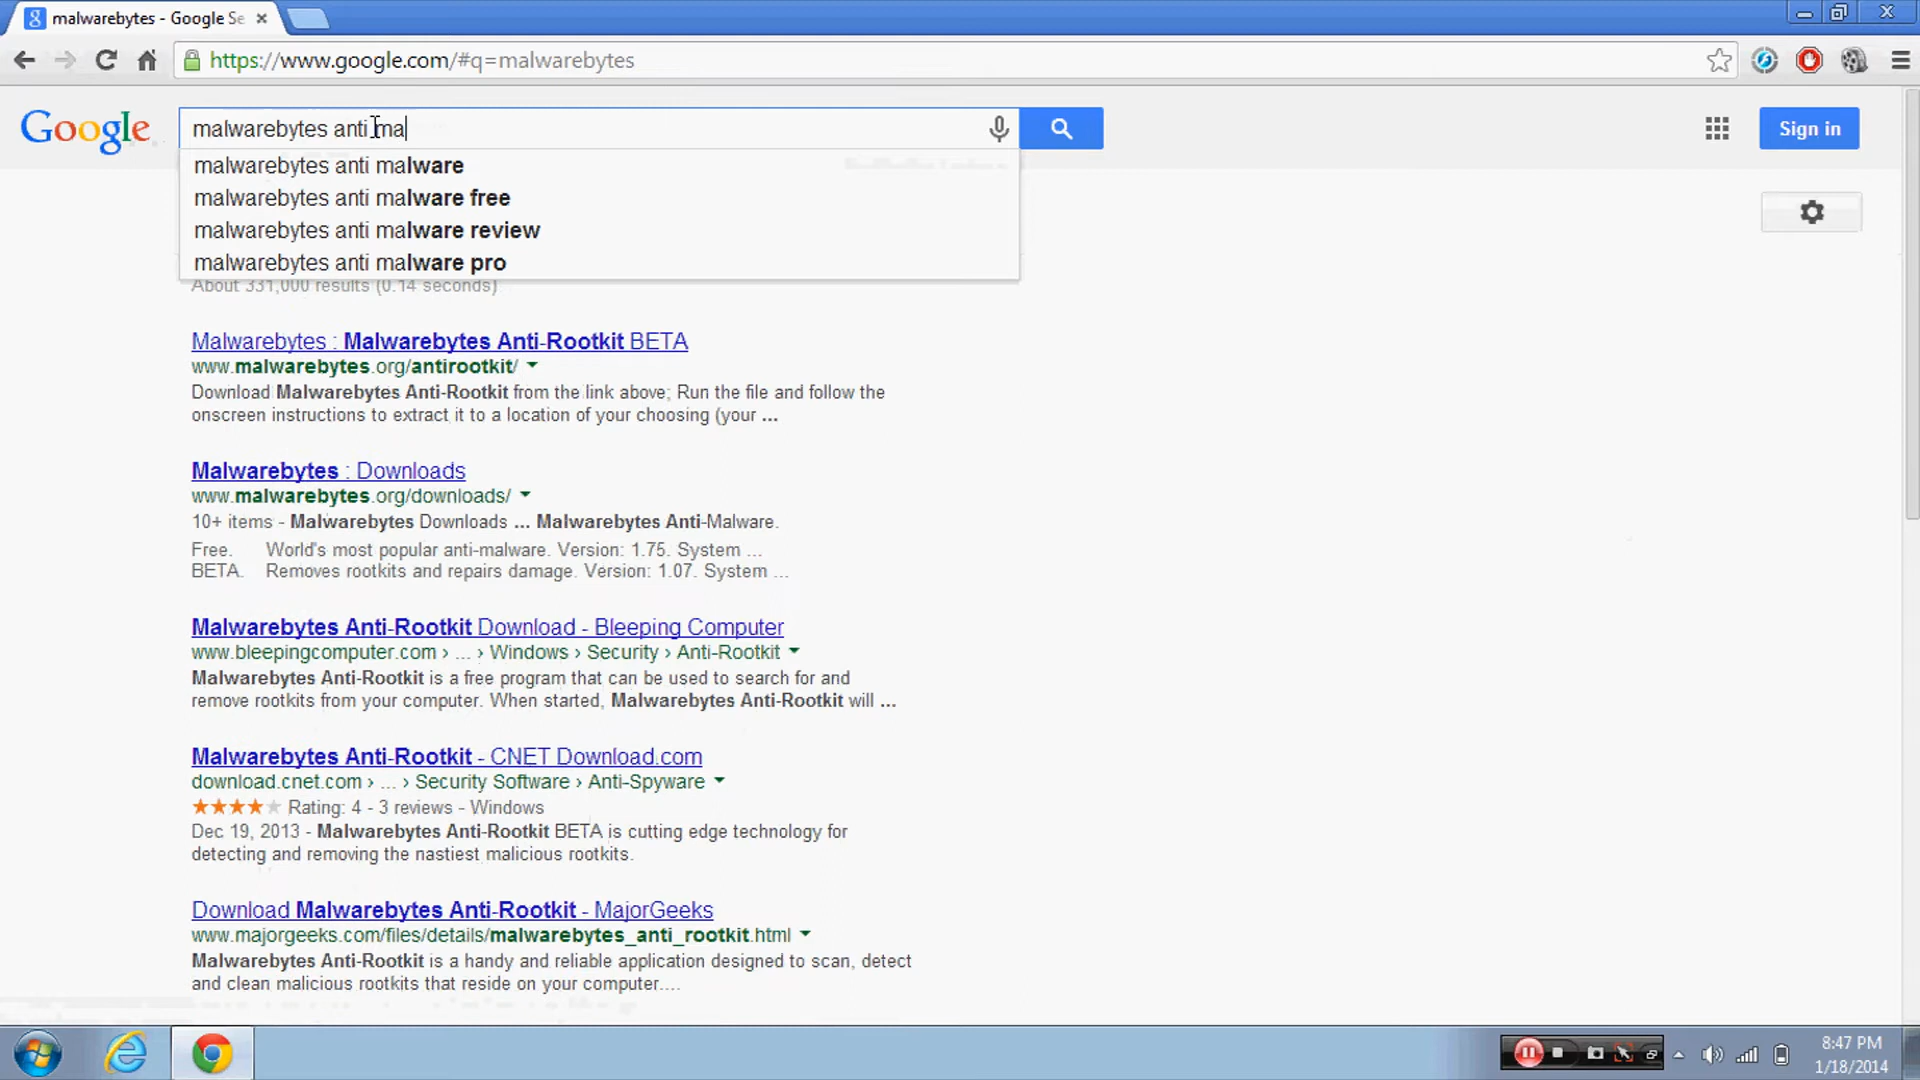 malwarebytes - Google Se
https://www.google.com/#q=malwarebytes
Google
malwarebytes anti ma
Sign in
malwarebytes anti malware
malwarebytes anti malware free
malwarebytes anti malware review
malwarebytes anti malware pro
About 331,000 results (0.14 seconds)
Malwarebytes : Malwarebytes Anti-Rootkit BETA
www.malwarebytes.org/antirootkit/
Download Malwarebytes Anti-Rootkit from the link above; Run the file and follow the
onscreen instructions to extract it to a location of your choosing (your ...
Malwarebytes : Downloads
www.malwarebytes.org/downloads/
10+ items - Malwarebytes Downloads ... Malwarebytes Anti-Malware.
Free. World's most popular anti-malware. Version: 1.75. System ...
BETA. Removes rootkits and repairs damage. Version: 1.07. System ...
Malwarebytes Anti-Rootkit Download - Bleeping Computer
www.bleepingcomputer.com › ... › Windows › Security › Anti-Rootkit
Malwarebytes Anti-Rootkit is a free program that can be used to search for and
remove rootkits from your computer. When started, Malwarebytes Anti-Rootkit will ...
Malwarebytes Anti-Rootkit - CNET Download.com
download.cnet.com › ... › Security Software › Anti-Spyware
Rating: 4 - 3 reviews - Windows
Dec 19, 2013 - Malwarebytes Anti-Rootkit BETA is cutting edge technology for
detecting and removing the nastiest malicious rootkits.
Download Malwarebytes Anti-Rootkit - MajorGeeks
www.majorgeeks.com/files/details/malwarebytes_anti_rootkit.html
Malwarebytes Anti-Rootkit is a handy and reliable application designed to scan, detect
and clean malicious rootkits that reside on your computer....
8:47 PM
1/18/2014